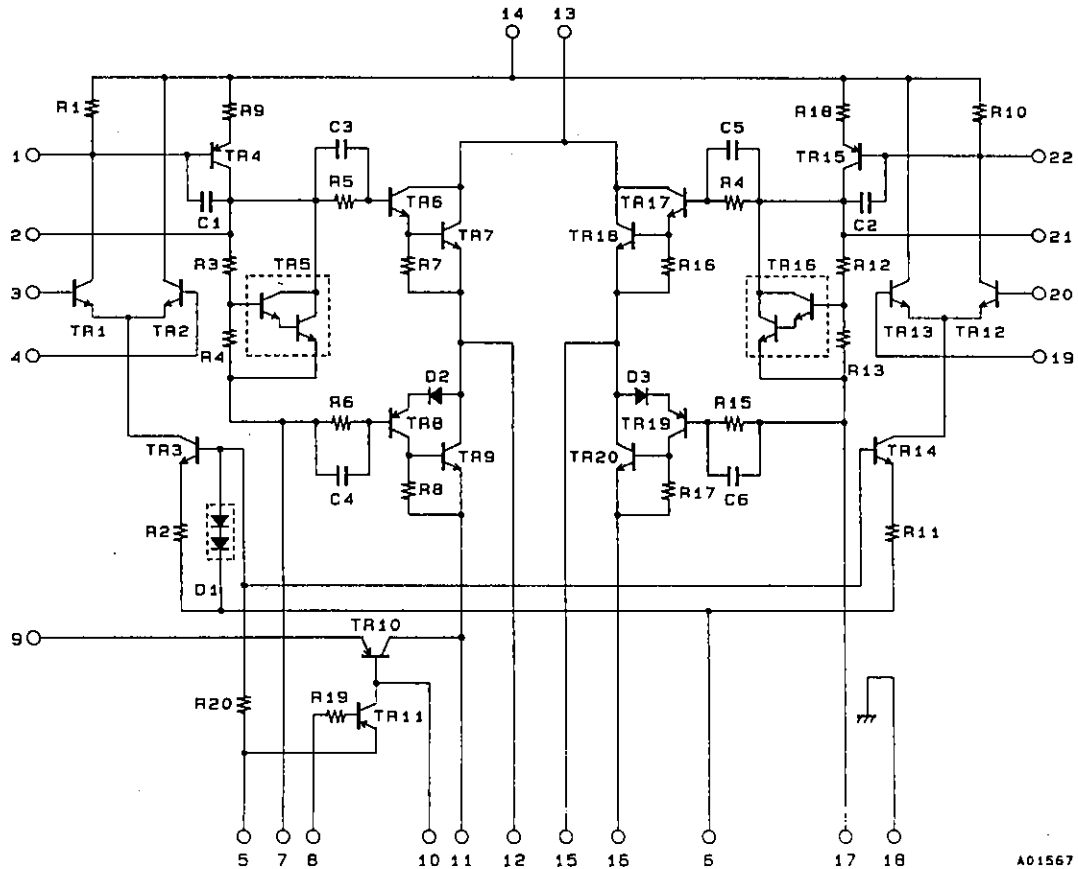 14 13
R1 R9 R18 R10
C3 C5
1 TR4 TR15 22
R5 TR6 TR17 R4
C1 C2
2 TR7 TR18 21
R3 TR5 R7 R16 TR16 R12
3 20
TR1 TR2 TR13 TR12
4 R4 R13 19
D2 D3
R6 TR8 TR19 R15
TR3 TR9 TR20 TR14
C4 R8 R17 C6
R2 R11
D1
TR10
9
R20 R19 TR11
5 7 8 10 11 12 15 16 6 17 18
A01567